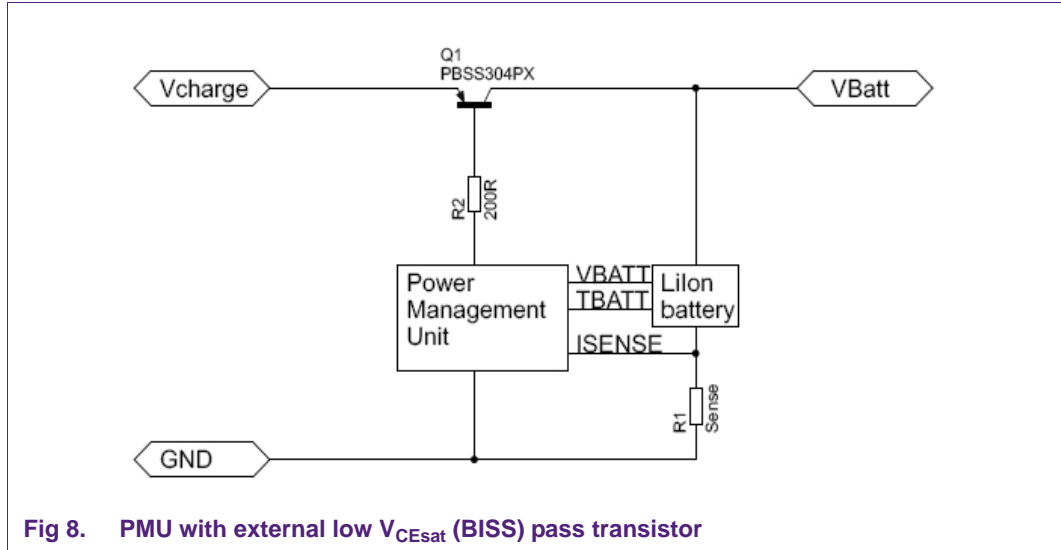 Q1
PBSS304PX
Vcharge
VBatt
R2
200R
Power
Management
Unit
VBATT
TBATT
ISENSE
LiIon
battery
R1
Sense
GND
Fig 8. PMU with external low VCEsat (BISS) pass transistor